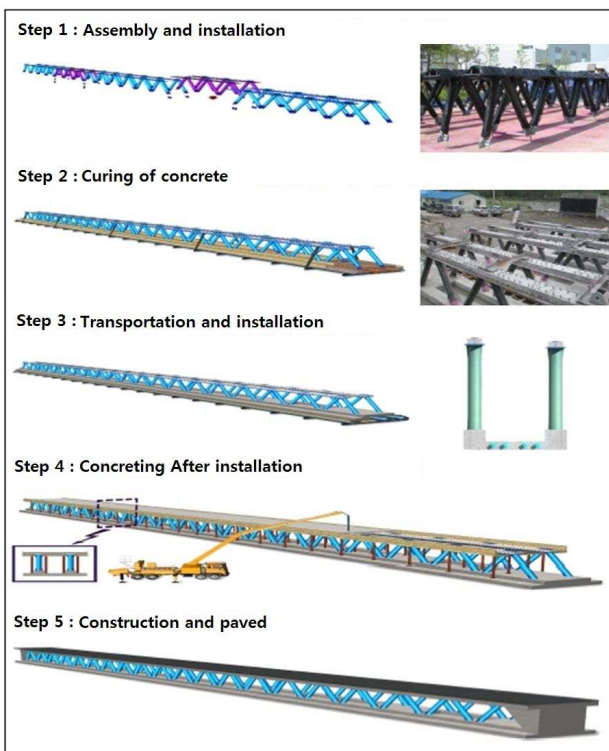 Step 1 : Assembly and installation
Step 2 : Curing of concrete
Step 3 : Transportation and installation
Step 4 : Concreting After installation
Step 5 : Construction and paved